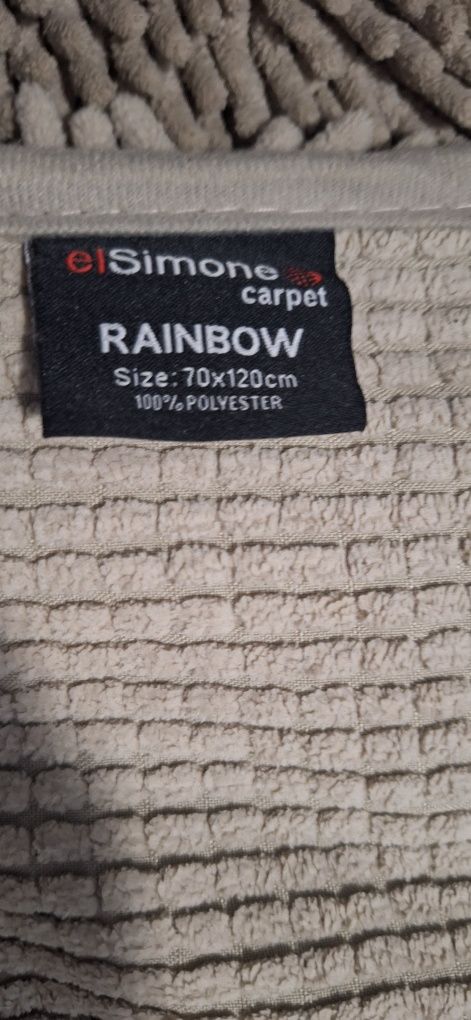 elSimone
carpet
RAINBOW
Size: 70x120cm
100% POLYESTER